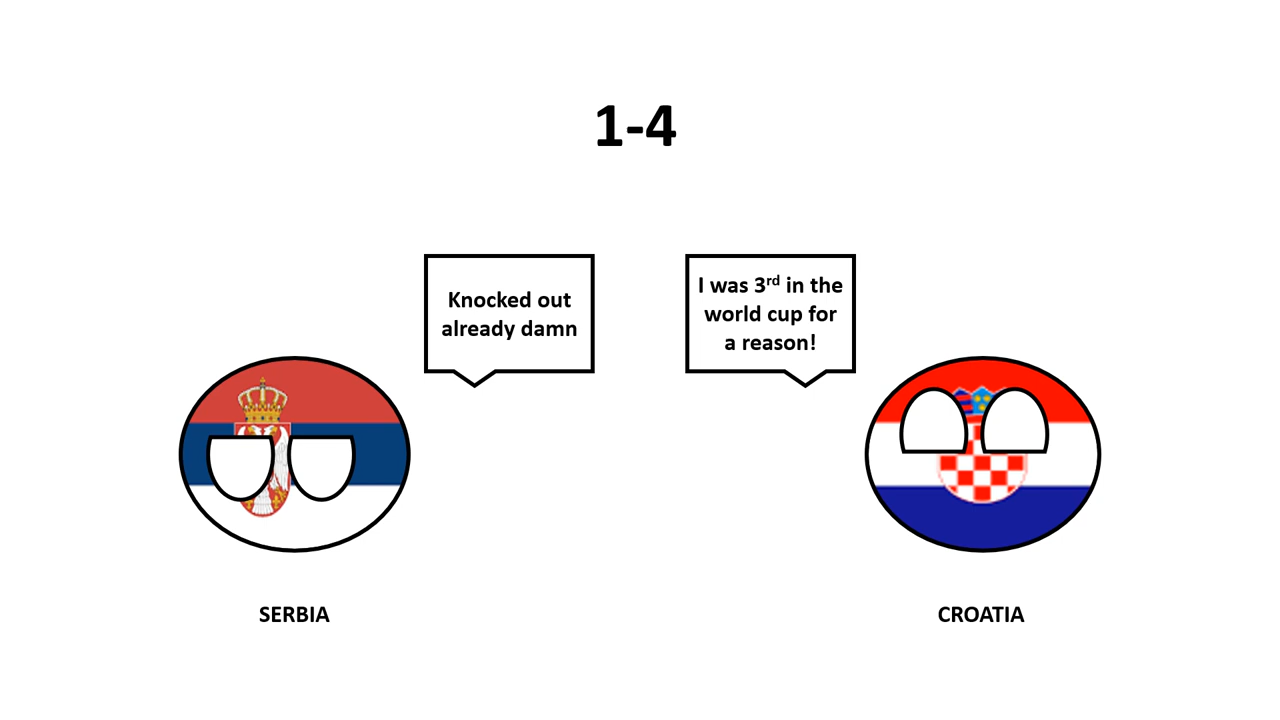 1-4
Knocked out
already damn
I was 3rd in the
world cup for
a reason!
SERBIA
CROATIA